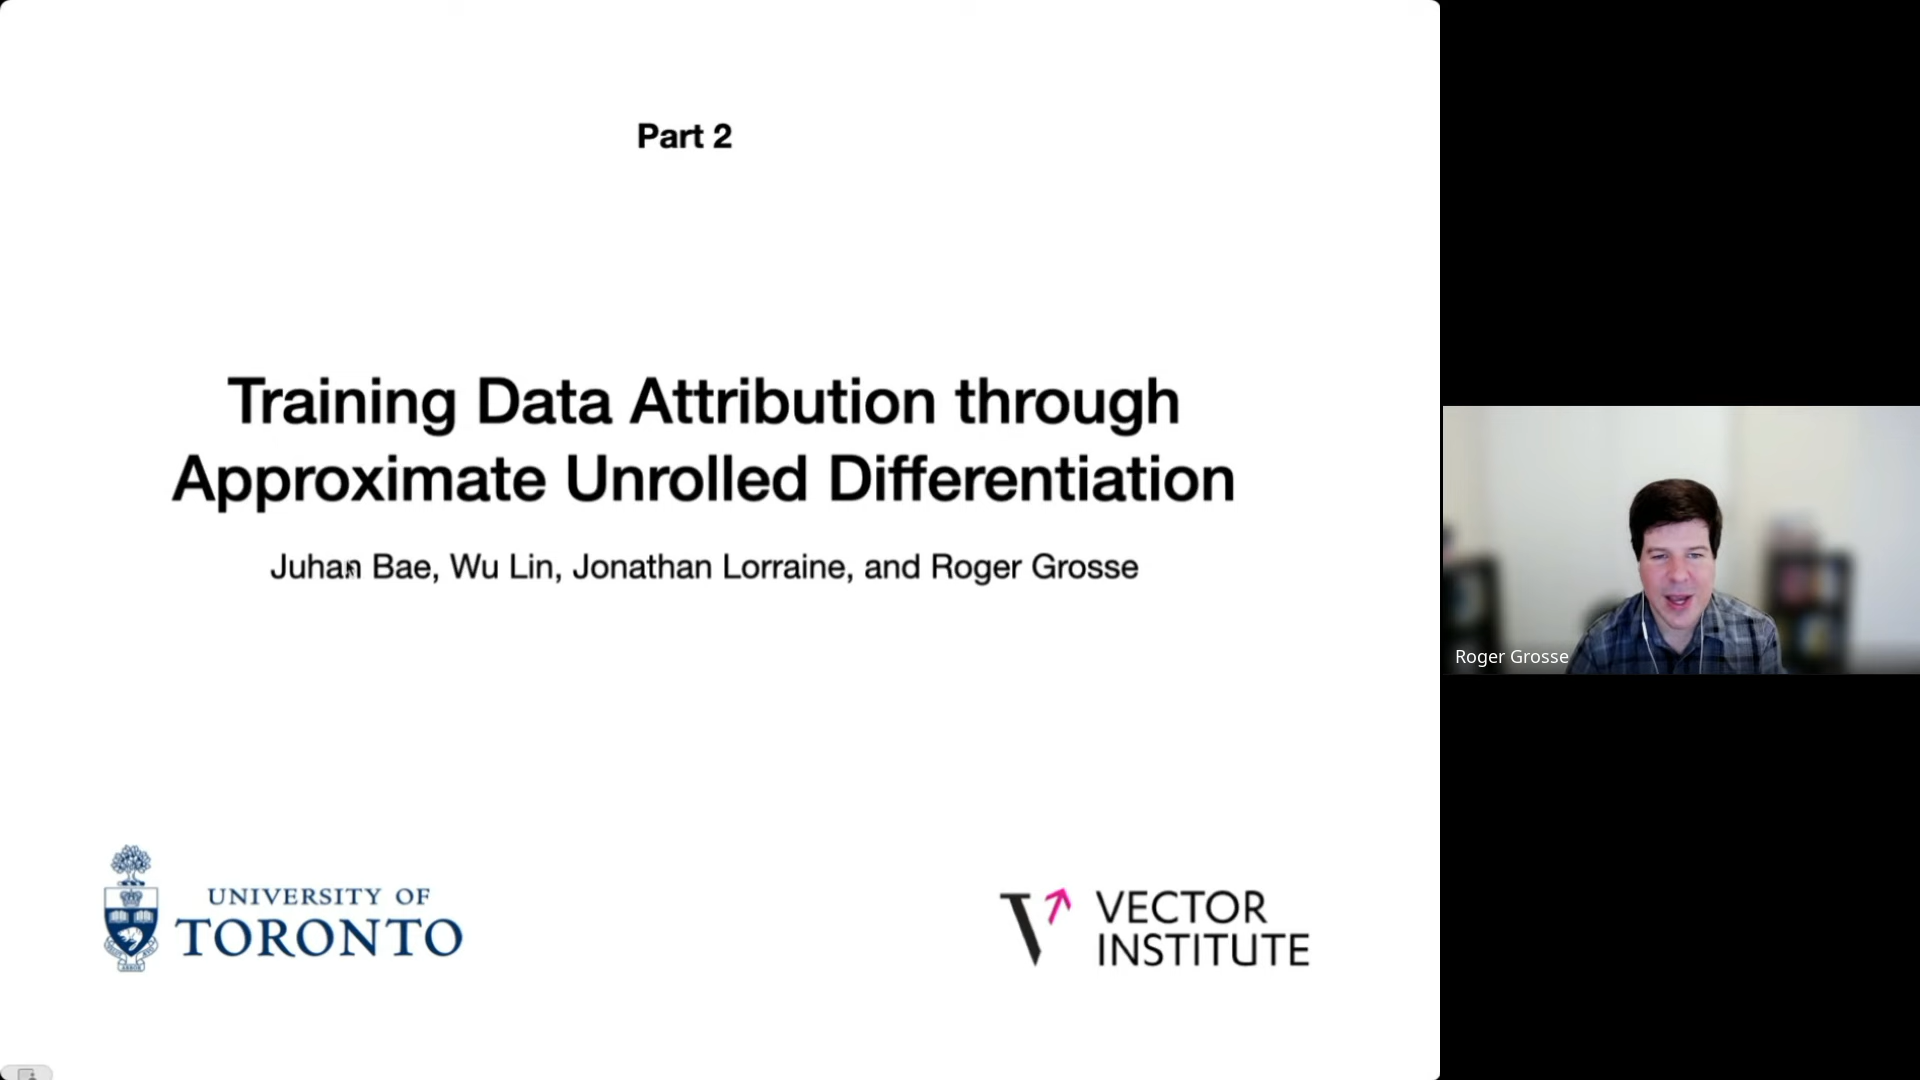 Part 2
Training Data Attribution through
Approximate Unrolled Differentiation
Juhan Bae, Wu Lin, Jonathan Lorraine, and Roger Grosse
UNIVERSITY OF
TORONTO
VECTOR
INSTITUTE
Roger Grosse